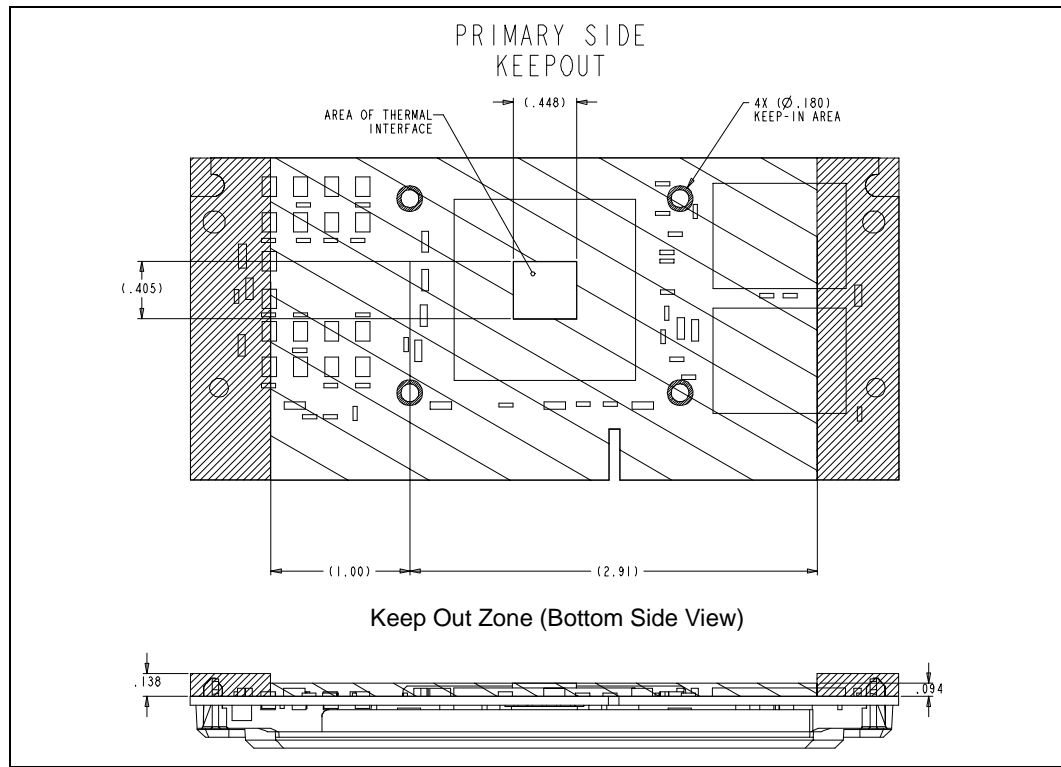 PRIMARY SIDE
KEEPOUT
(.448)
AREA OF THERMAL
INTERFACE
4X (Ø.180)
KEEP-IN AREA
(.405)
(1.00)
(2.91)
Keep Out Zone (Bottom Side View)
.138
.094